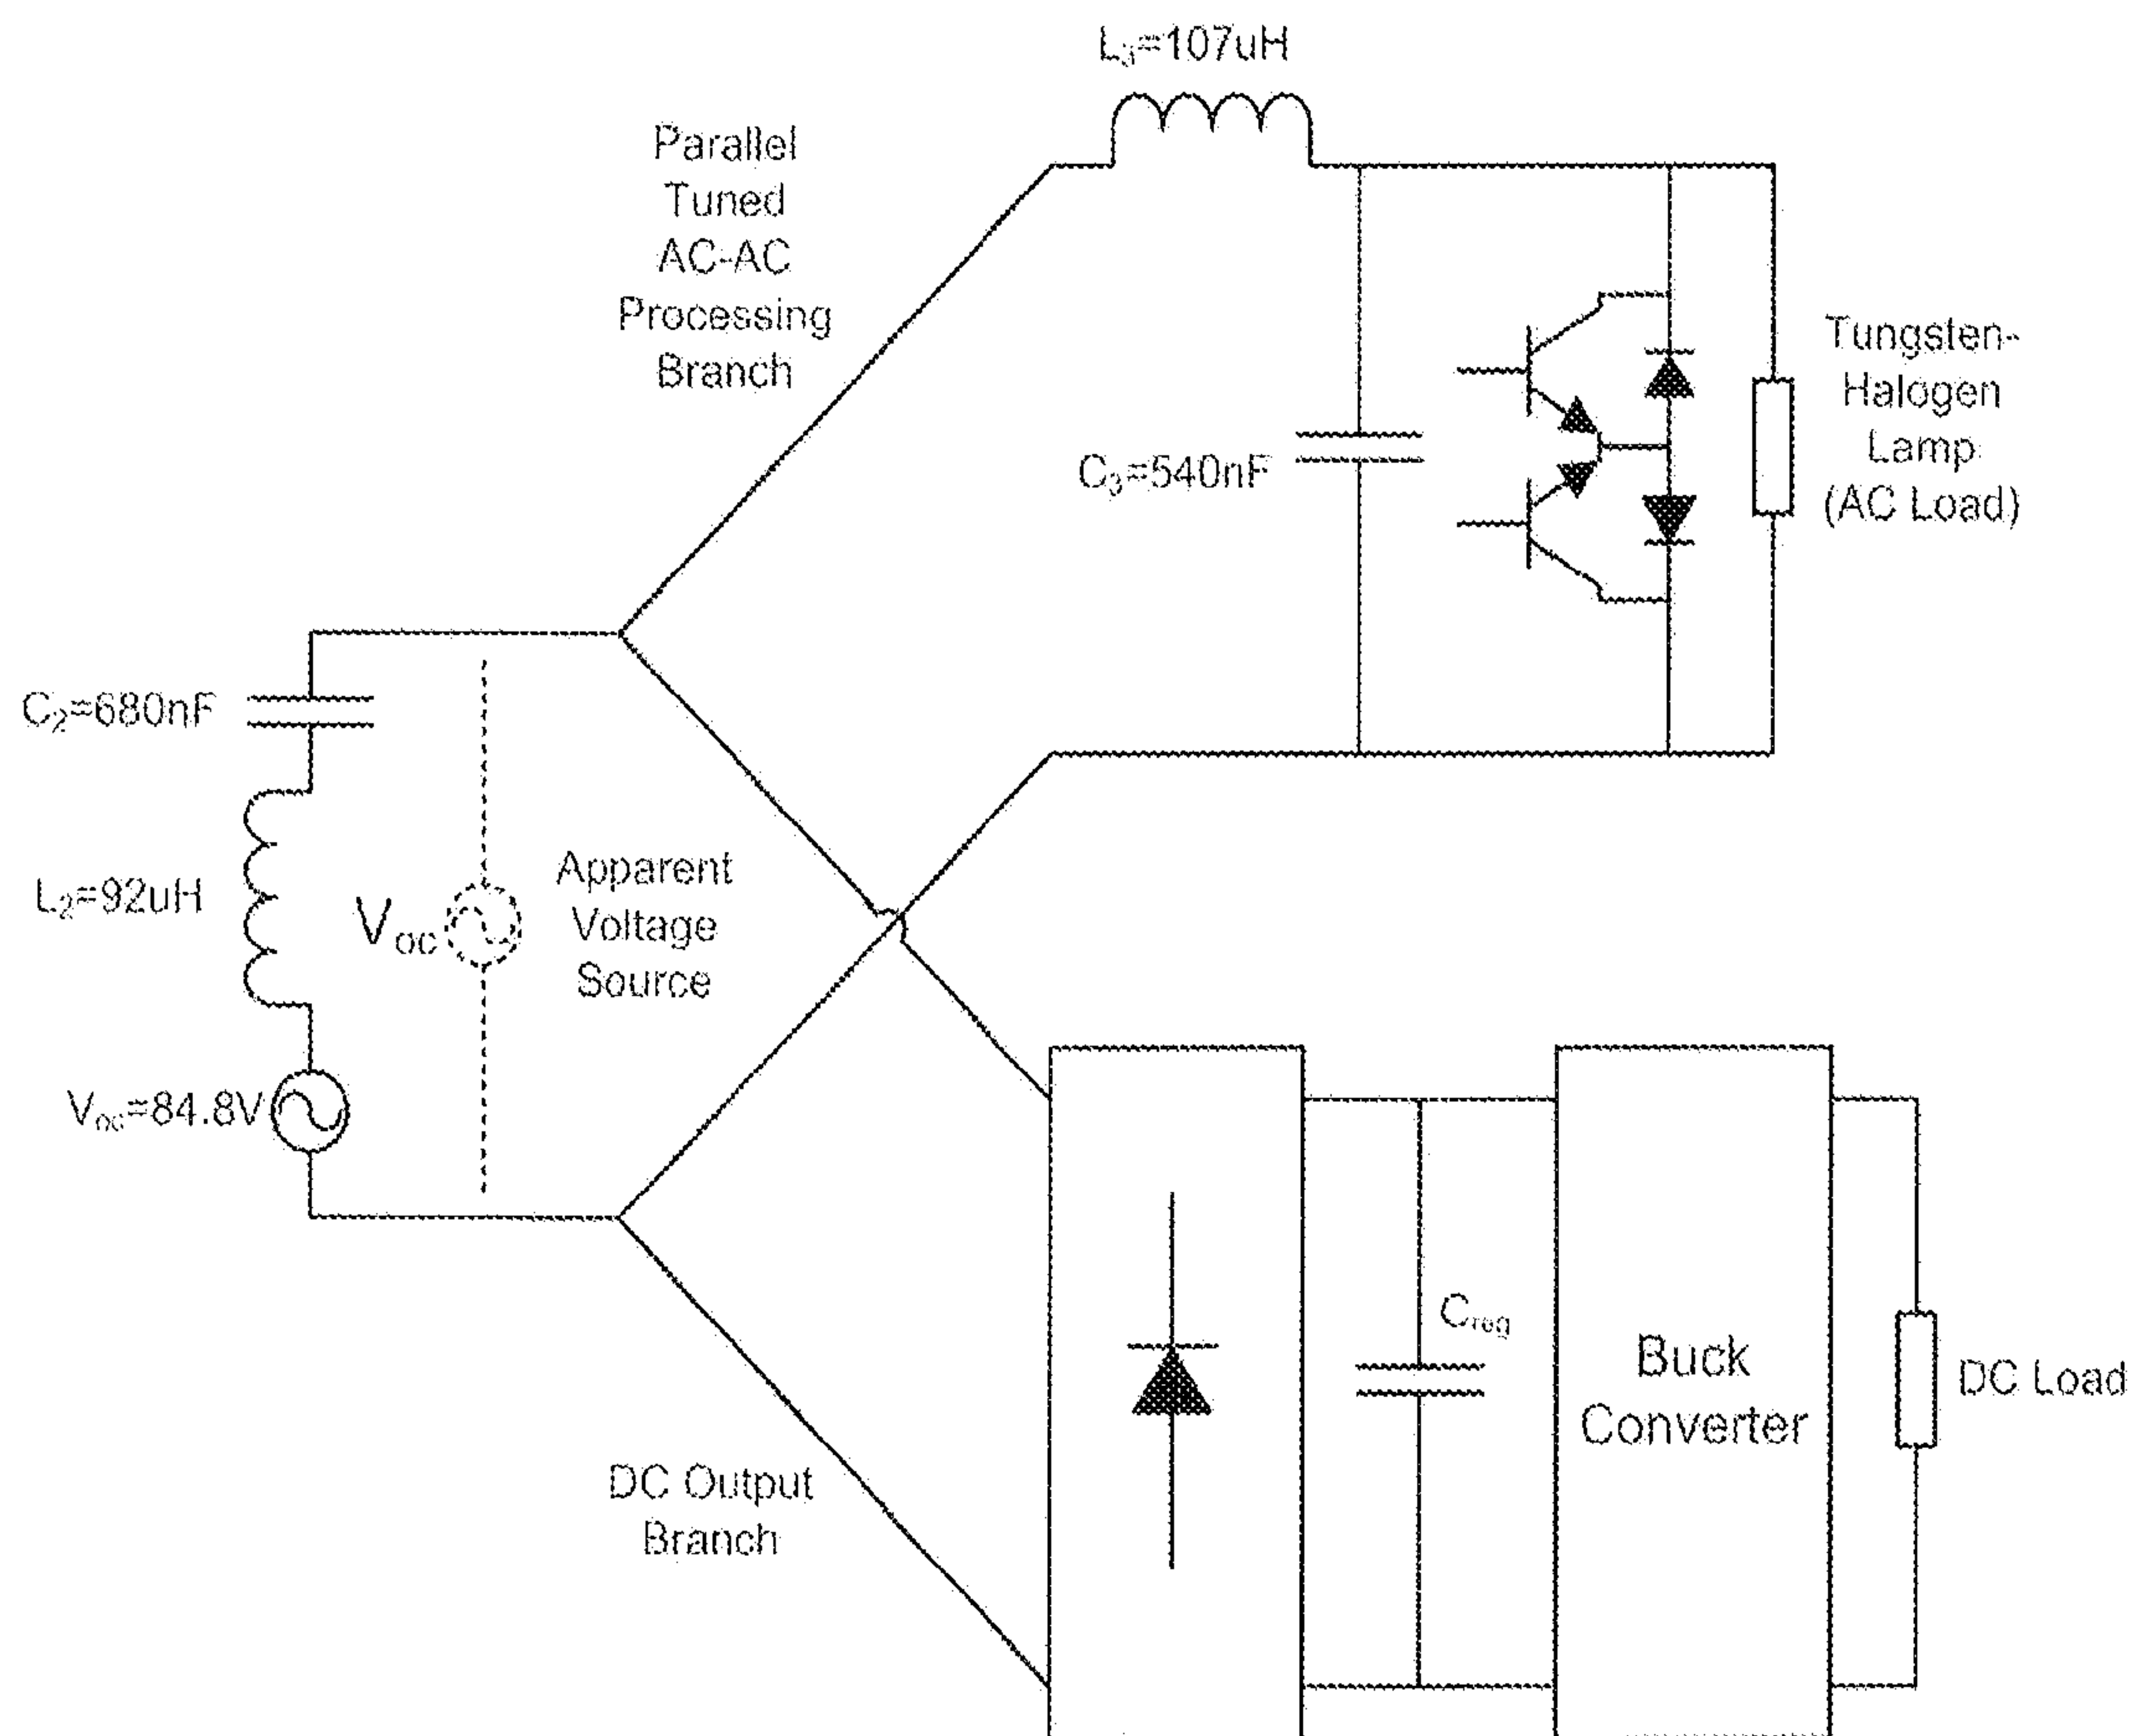 L₃=107uH
Parallel
Tuned
AC-AC
Processing
Branch
Tungsten-
Halogen
Lamp
(AC Load)
C₃=540nF
C₂=680nF
L₂=92uH
Voc
Apparent
Voltage
Source
Voc=84.8V
Creg
Buck
Converter
DC Load
DC Output
Branch